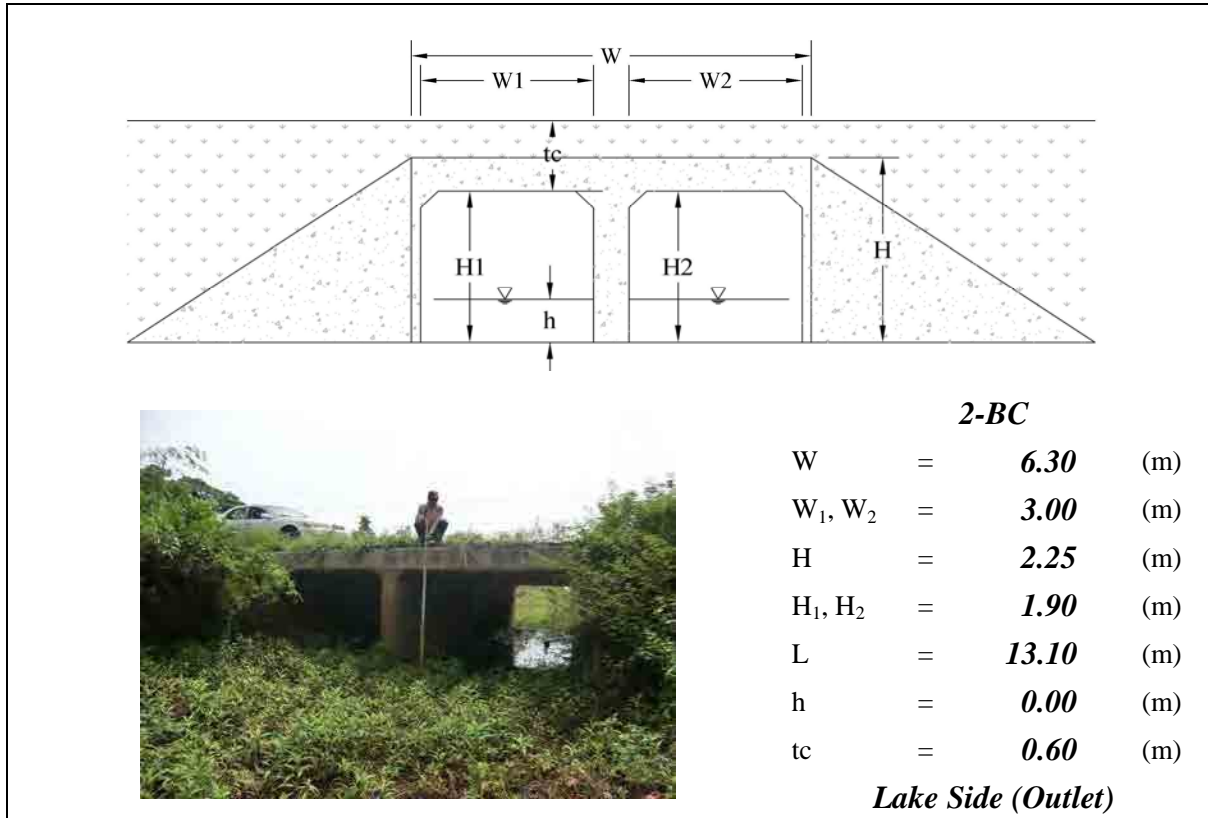 W
W1 W2
tc
H1 H2 H
h
2-BC
W = 6.30 (m)
W₁, W₂ = 3.00 (m)
H = 2.25 (m)
H₁, H₂ = 1.90 (m)
L = 13.10 (m)
h = 0.00 (m)
tc = 0.60 (m)
Lake Side (Outlet)